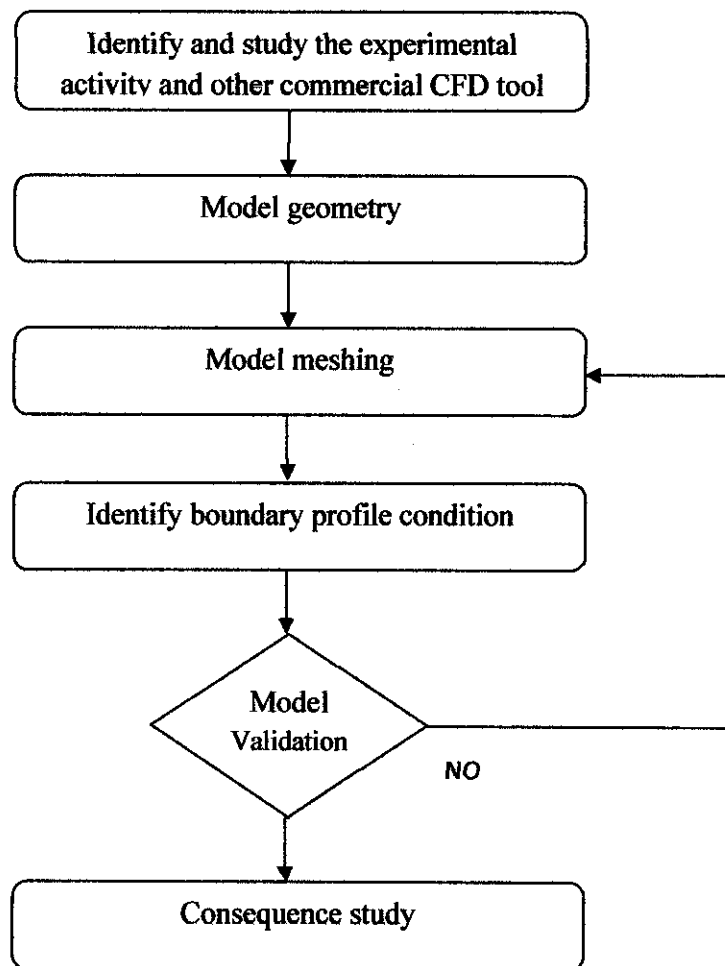 Identify and study the experimental
activity and other commercial CFD tool
Model geometry
Model meshing
Identify boundary profile condition
Model
Validation
NO
Consequence study